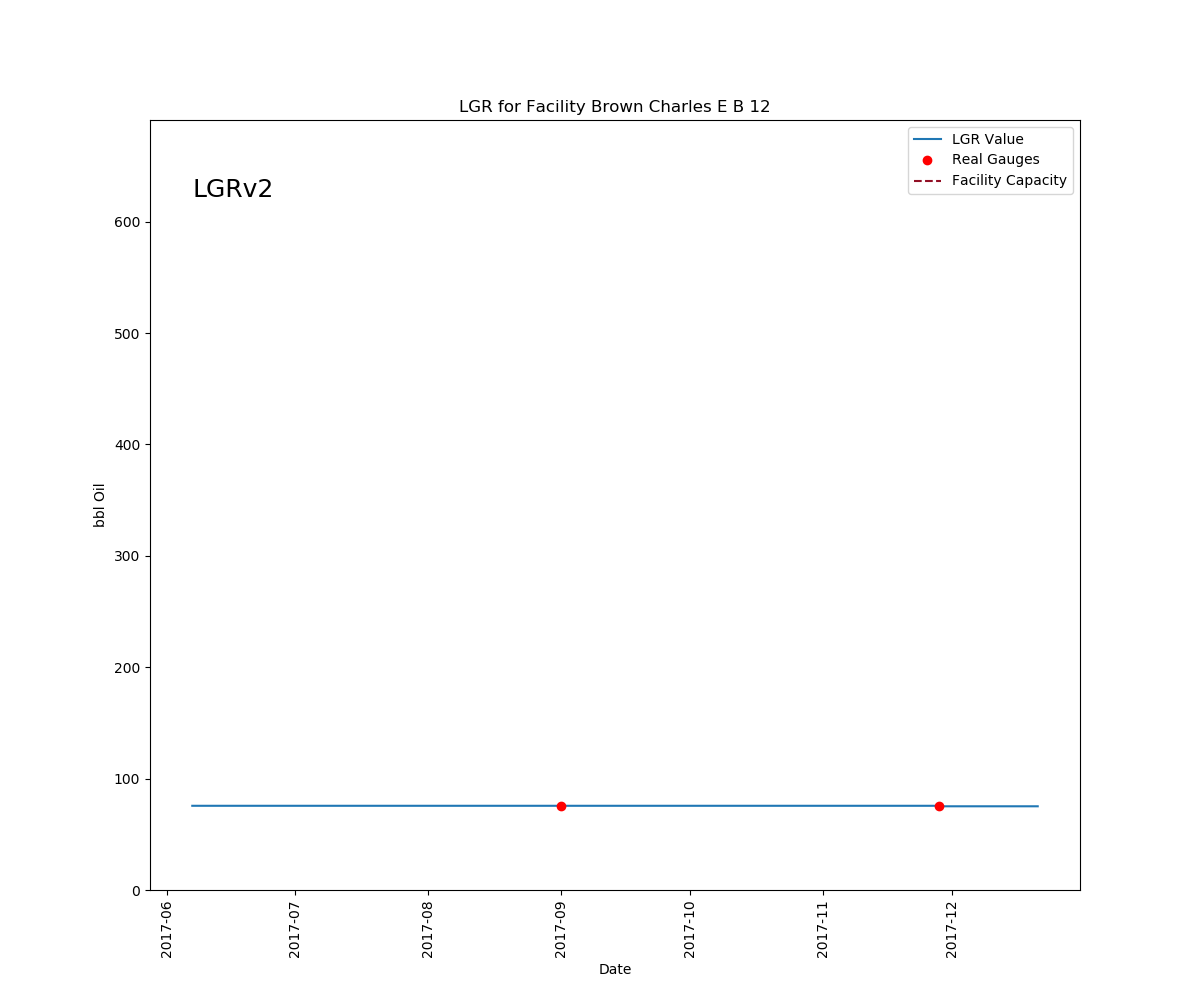 LGR for Facility Brown Charles E B 12
LGR Value
Real Gauges
Facility Capacity
LGRv2
600
500
400
300
200
100
0
bbl Oil
2017-06
2017-07
2017-08
2017-09
2017-10
2017-11
2017-12
Date